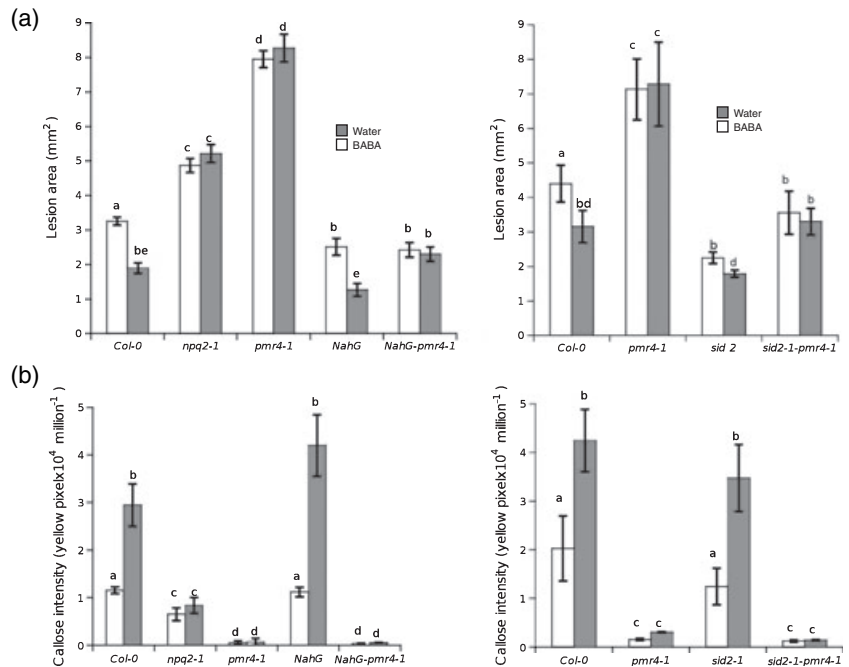 (a)
Lesion area (mm²)
9
8
7
6
5
4
3
2
1
0
a
be
c c
d d
b
e
b b
Water
BABA
Col-0 npq2-1 pmr4-1 NahG NahG-pmr4-1
Lesion area (mm²)
9
8
7
6
5
4
3
2
1
0
a
bd
c c
b
d
b b
Water
BABA
Col-0 pmr4-1 sid 2 sid2-1-pmr4-1
(b)
Callose intensity (yellow pixelx10⁴ million⁻¹)
5
4
3
2
1
0
a
b
c c
d d
a
b
d d
Col-0 npq2-1 pmr4-1 NahG NahG-pmr4-1
Callose intensity (yellow pixelx10⁴ million⁻¹)
5
4
3
2
1
0
a
b
c c
a
b
c c
Col-0 pmr4-1 sid2-1 sid2-1-pmr4-1